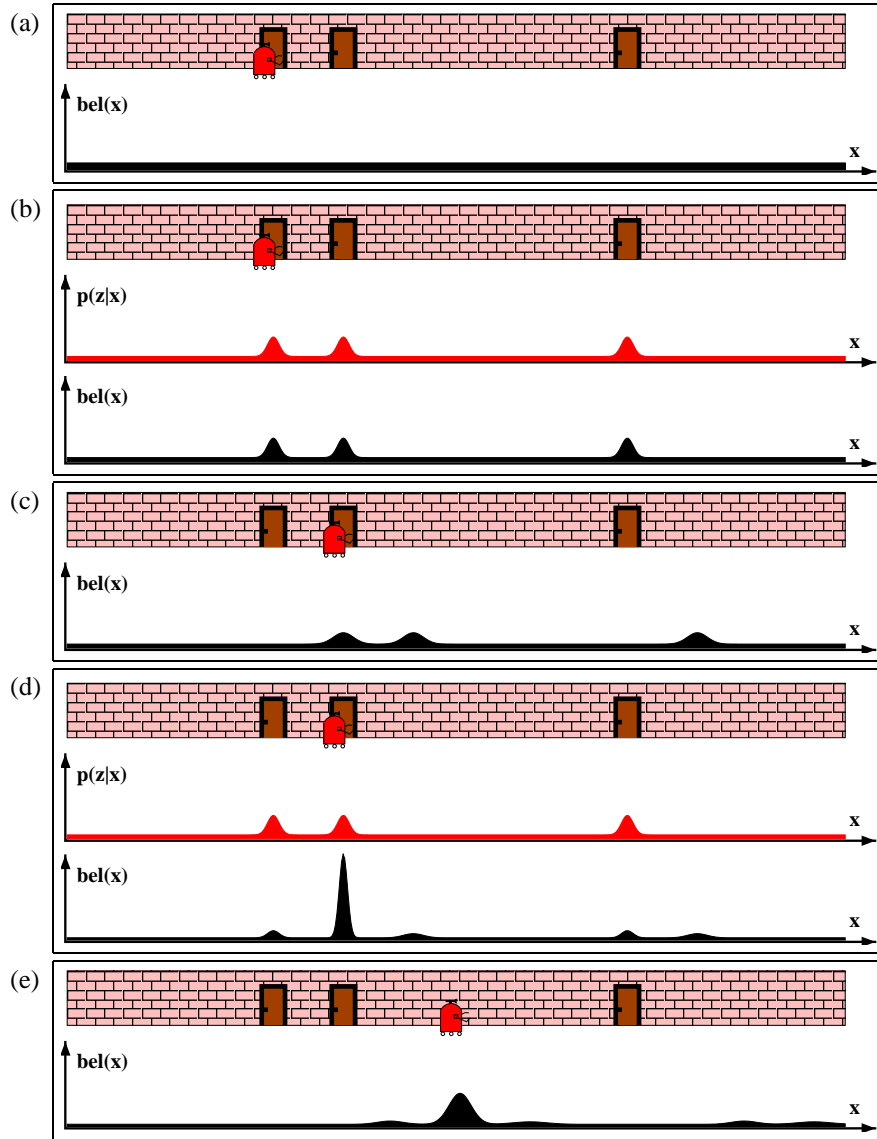 (a)
bel(x)
x
(b)
p(z|x)
x
bel(x)
x
(c)
bel(x)
x
(d)
p(z|x)
x
bel(x)
x
(e)
bel(x)
x